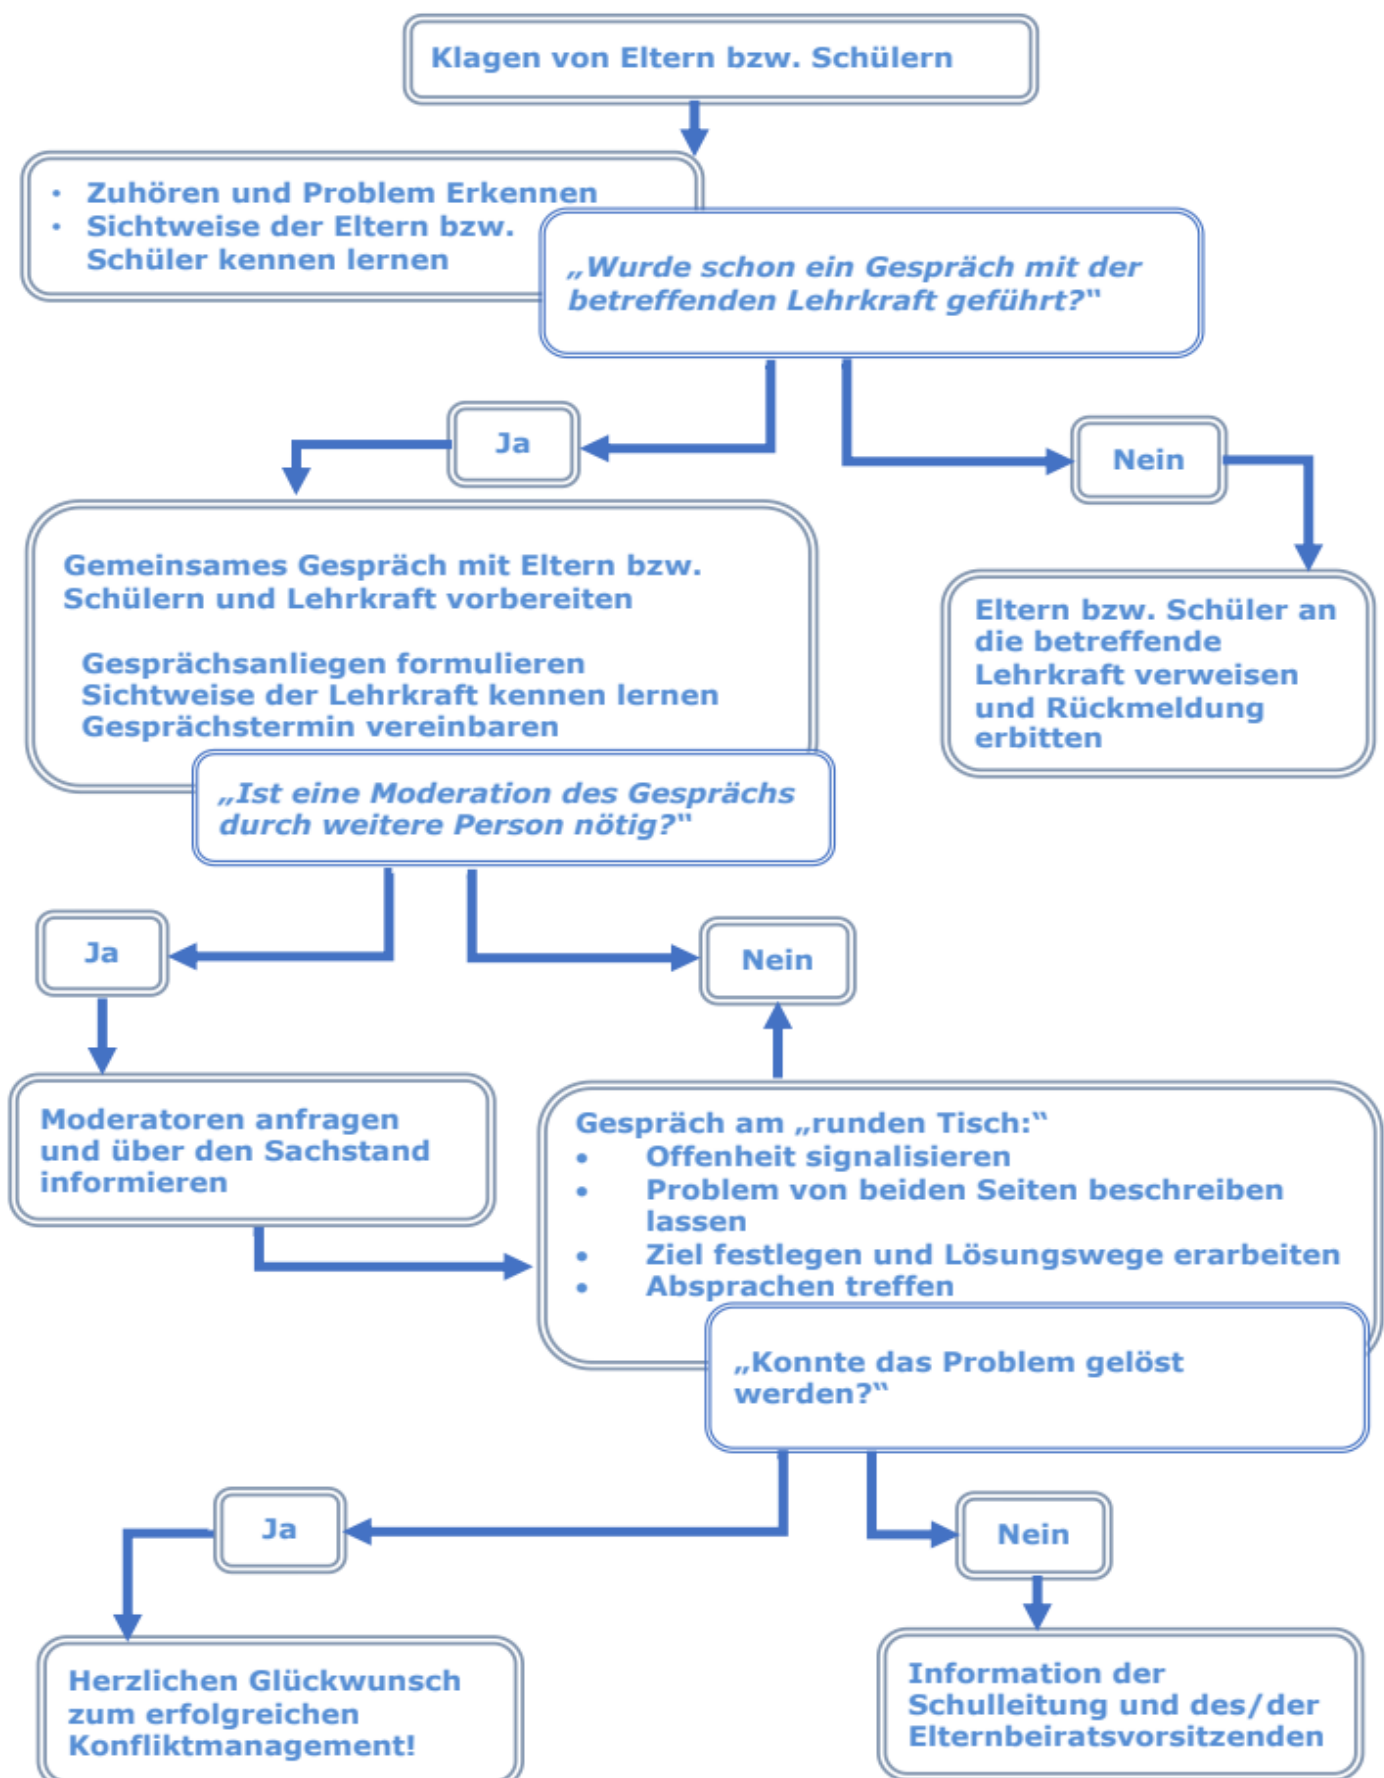 Klagen von Eltern bzw. Schülern
• Zuhören und Problem Erkennen
• Sichtweise der Eltern bzw.
Schüler kennen lernen
„Wurde schon ein Gespräch mit der
betreffenden Lehrkraft geführt?“
Ja
Nein
Gemeinsames Gespräch mit Eltern bzw.
Schülern und Lehrkraft vorbereiten
Gesprächsanliegen formulieren
Sichtweise der Lehrkraft kennen lernen
Gesprächstermin vereinbaren
Eltern bzw. Schüler an
die betreffende
Lehrkraft verweisen
und Rückmeldung
erbitten
„Ist eine Moderation des Gesprächs
durch weitere Person nötig?“
Ja
Nein
Moderatoren anfragen
und über den Sachstand
informieren
Gespräch am „runden Tisch:“
• Offenheit signalisieren
• Problem von beiden Seiten beschreiben
lassen
• Ziel festlegen und Lösungswege erarbeiten
• Absprachen treffen
„Konnte das Problem gelöst
werden?“
Ja
Nein
Herzlichen Glückwunsch
zum erfolgreichen
Konfliktmanagement!
Information der
Schulleitung und des/der
Elternbeiratsvorsitzenden